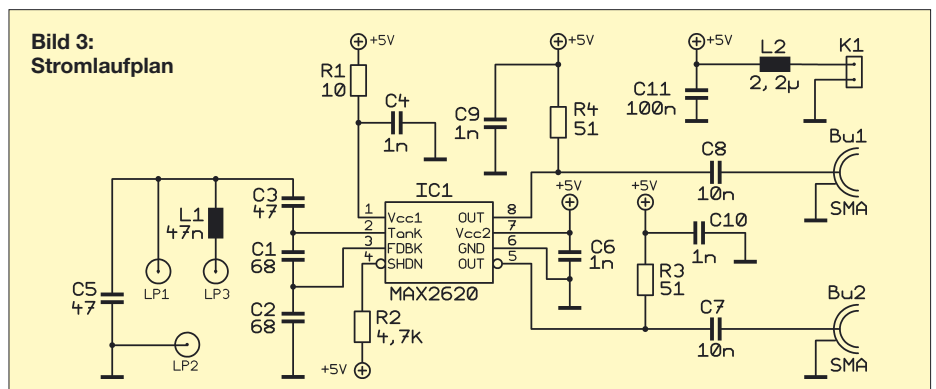 Bild 3:
Stromlaufplan
+5V
+5V
+5V
L2
2,2µ
K1
R1
10
C4
1n
C9
1n
R4
51
C11
100n
C8
10n
Bu1
SMA
L1
47n
C3
47
C1
68
C2
68
C5
47
LP1
LP3
LP2
IC1
1
2
3
4
Vcc1
TanK
FDBK
SHDN
OUT
Vcc2
GND
OUT
8
7
6
5
MAX2620
R2
4,7K
+5V
+5V
+5V
C6
1n
C10
1n
R3
51
C7
10n
Bu2
SMA